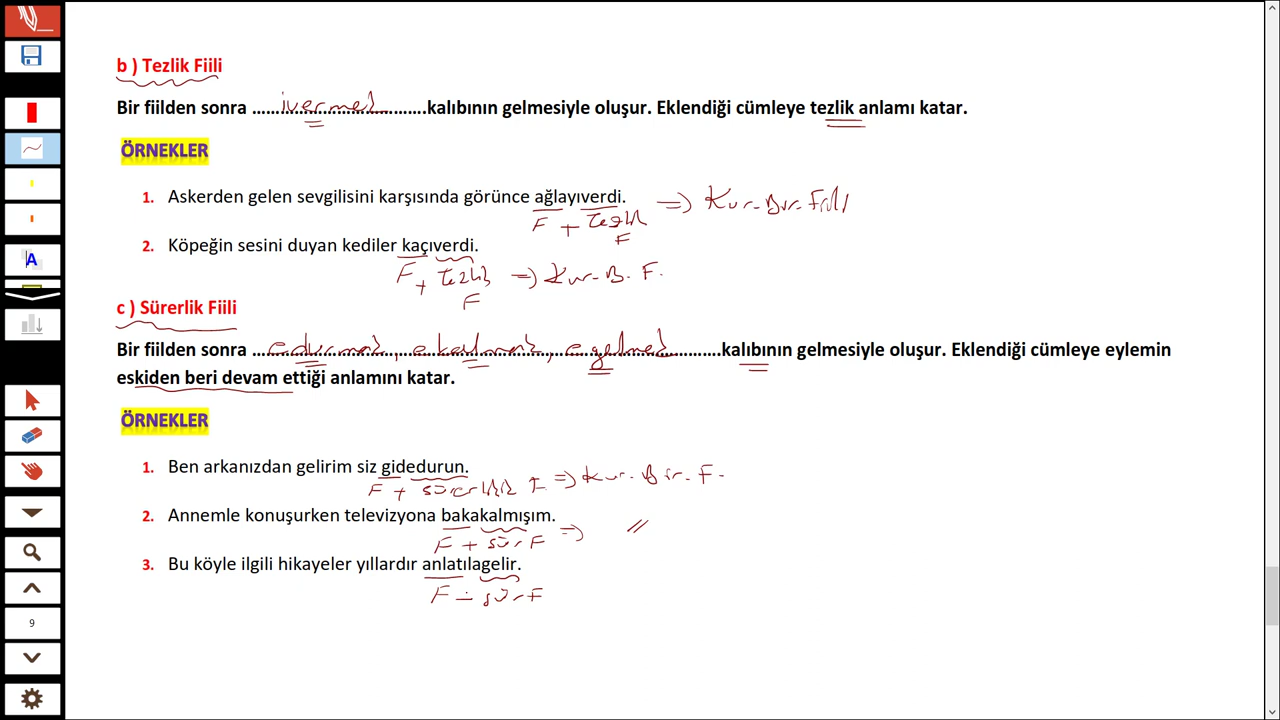 b ) Tezlik Fiili
Bir fiilden sonra ……ivermek……….kalıbının gelmesiyle oluşur. Eklendiği cümleye tezlik anlamı katar.
ÖRNEKLER
1. Askerden gelen sevgilisini karşısında görünce ağlayıverdi. => Kur. Bir. Fiili
F + tezlik
F
2. Köpeğin sesini duyan kediler kaçıverdi.
F + tezlik => Kur. B. F.
F
c ) Sürerlik Fiili
Bir fiilden sonra …edurmak, ekalmak, egelmek……….kalıbının gelmesiyle oluşur. Eklendiği cümleye eylemin
eskiden beri devam ettiği anlamını katar.
ÖRNEKLER
1. Ben arkanızdan gelirim siz gidedurun.
F + sürerlik F => Kur. Bir. F.
2. Annemle konuşurken televizyona bakakalmışım.
F + sür F => //
3. Bu köyle ilgili hikayeler yıllardır anlatılagelir.
F + sür F
A
9